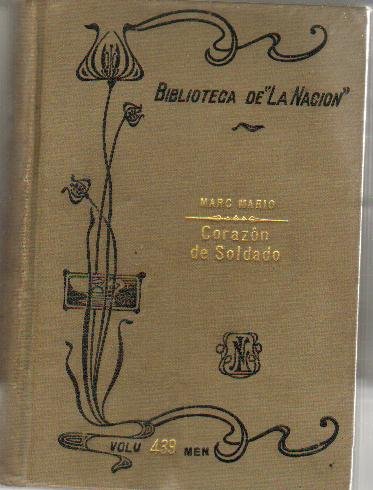 BIBLIOTECA DE "LA NACION"
MARC MARIO
Corazón
de Soldado
N
VOLU 439 MEN